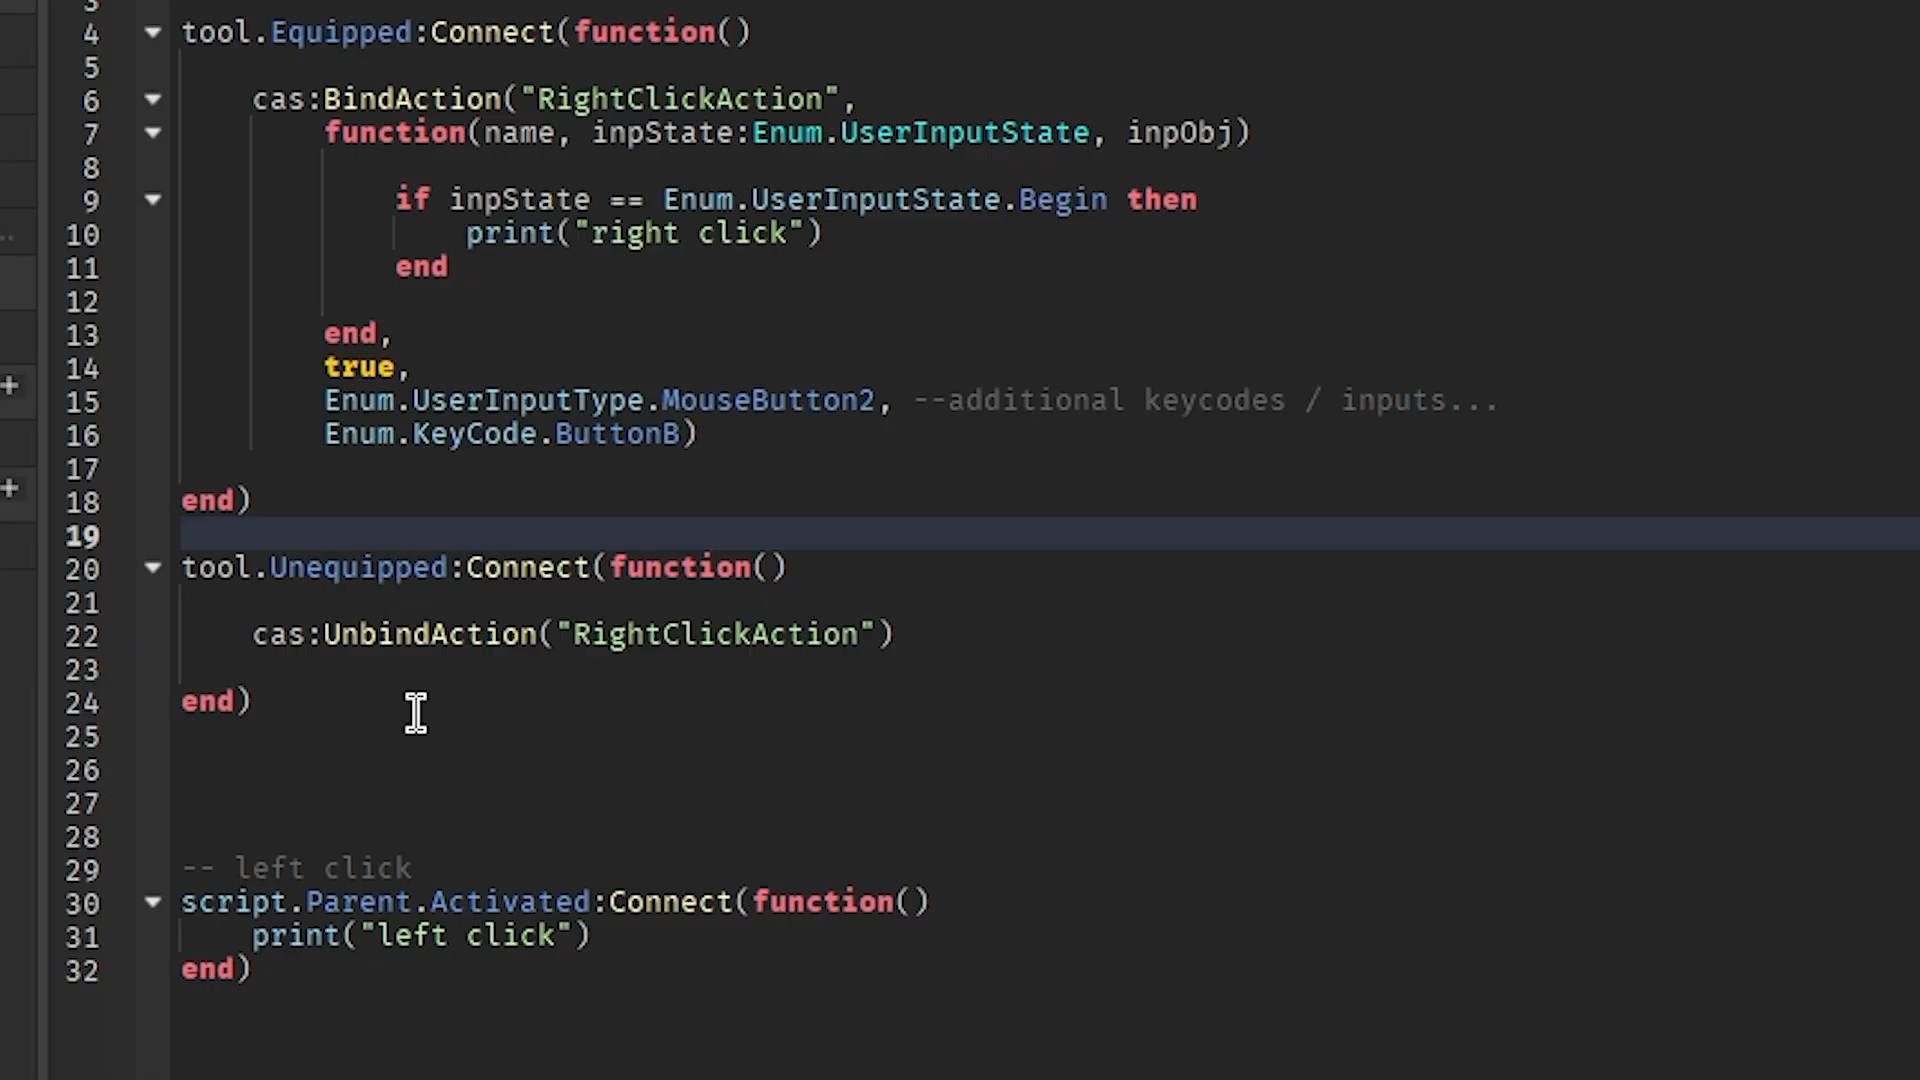 3
4 tool.Equipped:Connect(function()
5
6 cas:BindAction("RightClickAction",
7 function(name, inpState:Enum.UserInputState, inpObj)
8
9 if inpState == Enum.UserInputState.Begin then
10 print("right click")
11 end
12
13 end,
14 true,
15 Enum.UserInputType.MouseButton2, --additional keycodes / inputs...
16 Enum.KeyCode.ButtonB)
17
18 end)
19
20 tool.Unequipped:Connect(function()
21
22 cas:UnbindAction("RightClickAction")
23
24 end)
25
26
27
28
29 -- left click
30 script.Parent.Activated:Connect(function()
31 print("left click")
32 end)